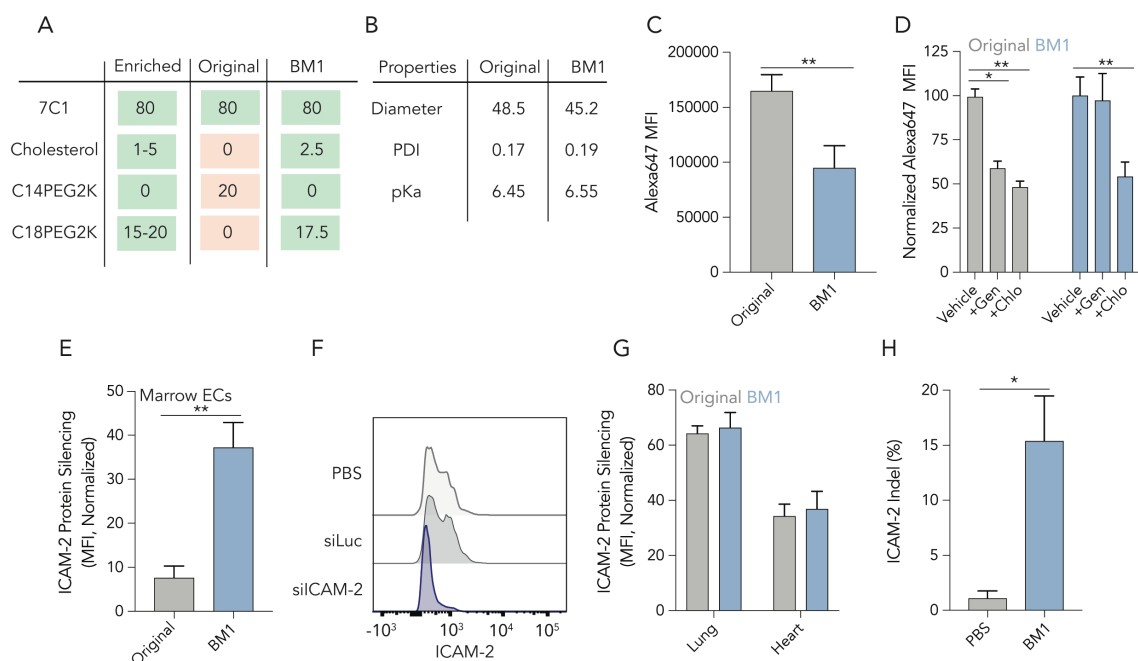 A
Enriched Original BM1
7C1 80 80 80
Cholesterol 1-5 0 2.5
C14PEG2K 0 20 0
C18PEG2K 15-20 0 17.5
B
Properties Original BM1
Diameter 48.5 45.2
PDI 0.17 0.19
pKa 6.45 6.55
C
Alexa647 MFI
200000
150000
100000
50000
0
**
Original BM1
D
Original BM1
Normalized Alexa647 MFI
125
100
75
50
25
0
** **
*
Vehicle +Gen +Chlo Vehicle +Gen +Chlo
E
Marrow ECs
**
ICAM-2 Protein Silencing
(MFI, Normalized)
50
40
30
20
10
0
Original BM1
F
PBS
siLuc
siICAM-2
-10³ 10³ 10⁴ 10⁵
ICAM-2
G
Original BM1
ICAM-2 Protein Silencing
(MFI, Normalized)
80
60
40
20
0
Lung Heart
H
*
ICAM-2 Indel (%)
20
15
10
5
0
PBS BM1